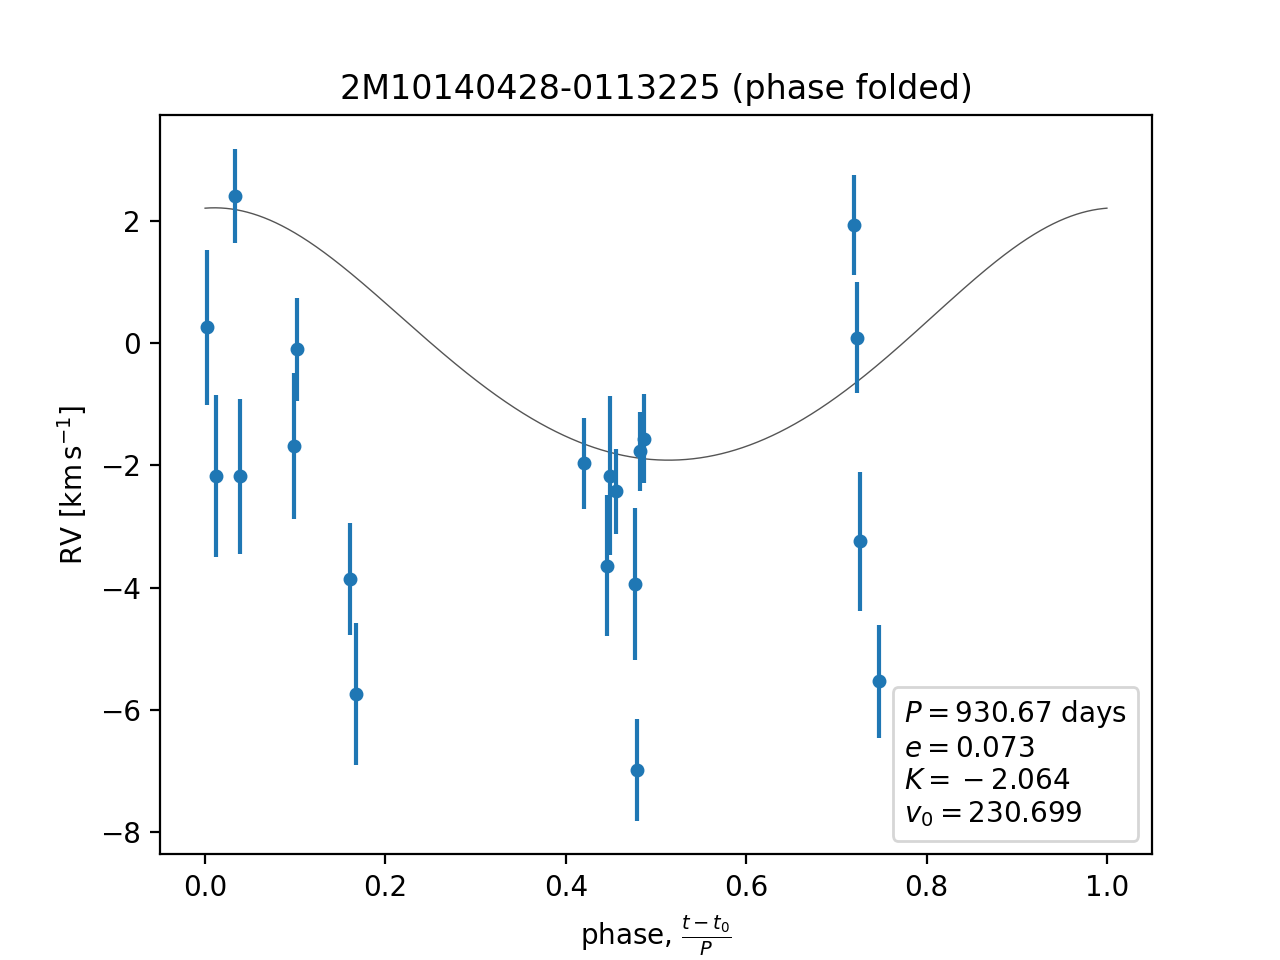 2M10140428-0113225 (phase folded)
RV [km s⁻¹]
2
0
−2
−4
−6
−8
P = 930.67 days
e = 0.073
K = −2.064
v₀ = 230.699
0.0 0.2 0.4 0.6 0.8 1.0
phase, (t − t₀)/P